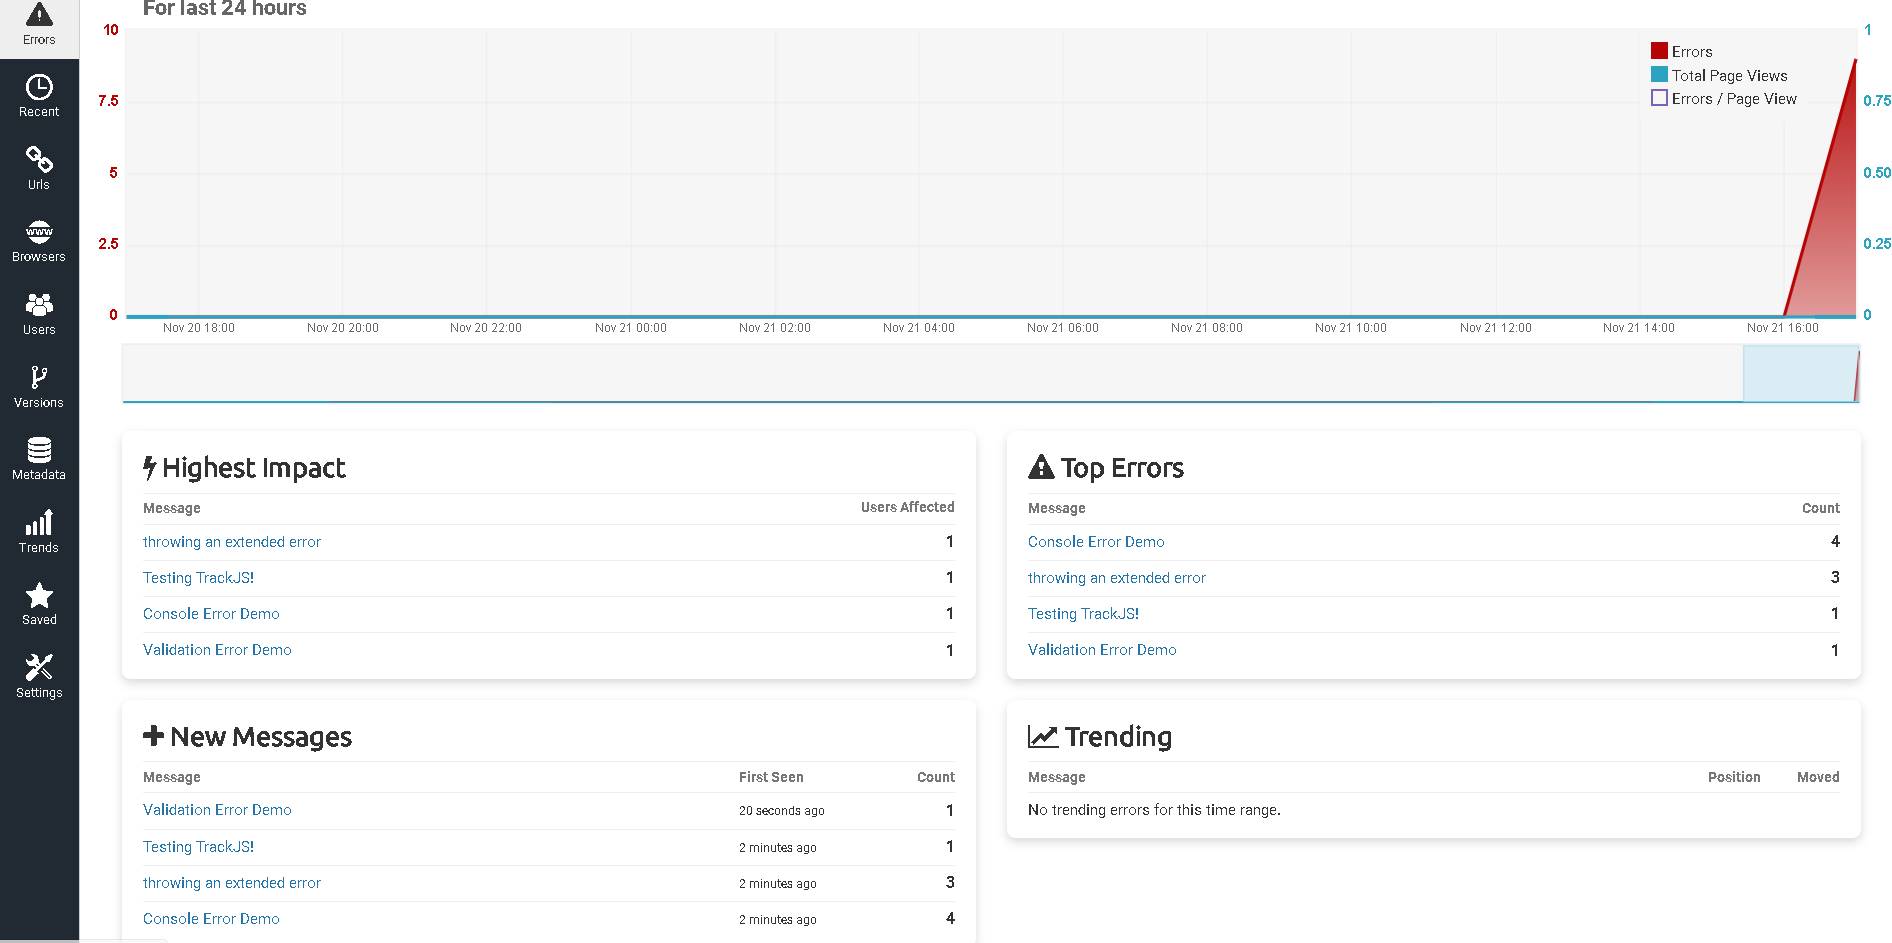 For last 24 hours
Errors
Recent
Urls
www
Browsers
Users
Versions
Metadata
Trends
Saved
Settings
10
7.5
5
2.5
0
1
0.75
0.50
0.25
0
Errors
Total Page Views
Errors / Page View
Nov 20 18:00 Nov 20 20:00 Nov 20 22:00 Nov 21 00:00 Nov 21 02:00 Nov 21 04:00 Nov 21 06:00 Nov 21 08:00 Nov 21 10:00 Nov 21 12:00 Nov 21 14:00 Nov 21 16:00
Highest Impact
Message Users Affected
throwing an extended error 1
Testing TrackJS! 1
Console Error Demo 1
Validation Error Demo 1
Top Errors
Message Count
Console Error Demo 4
throwing an extended error 3
Testing TrackJS! 1
Validation Error Demo 1
New Messages
Message First Seen Count
Validation Error Demo 20 seconds ago 1
Testing TrackJS! 2 minutes ago 1
throwing an extended error 2 minutes ago 3
Console Error Demo 2 minutes ago 4
Trending
Message Position Moved
No trending errors for this time range.